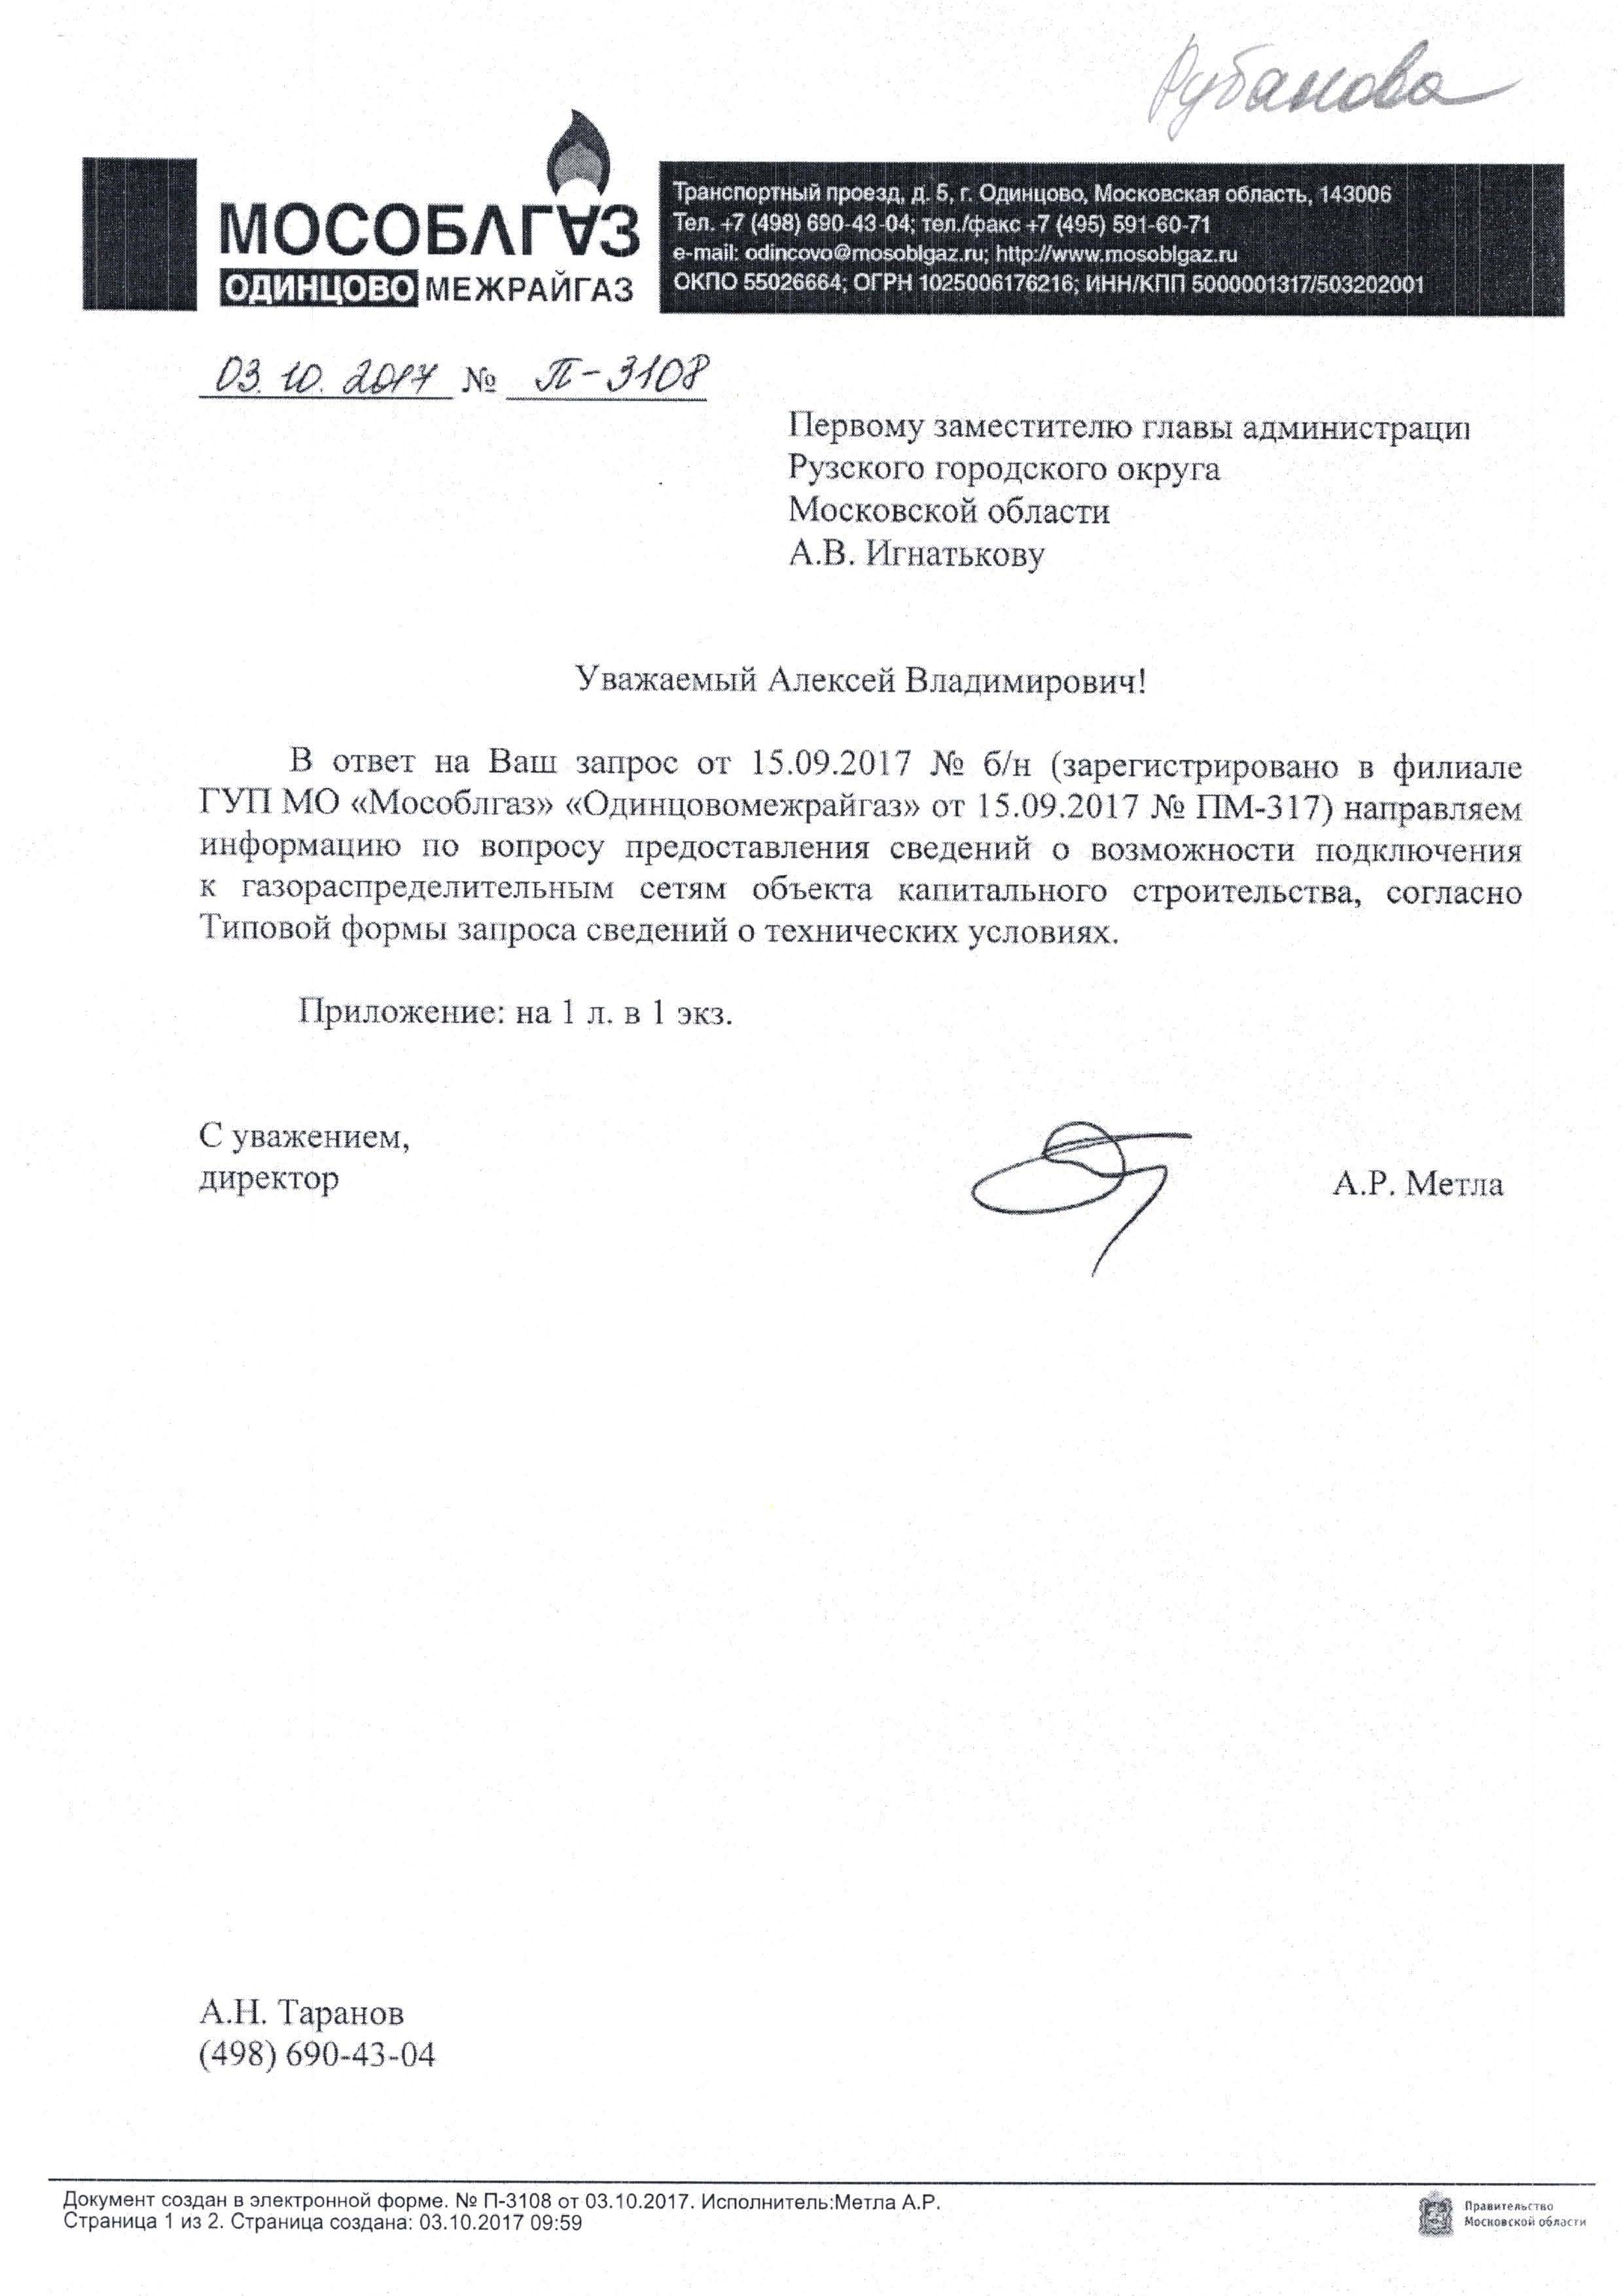 Рубанова
МОСОБЛГАЗ
ОДИНЦОВО МЕЖРАЙГАЗ
Транспортный проезд, д. 5, г. Одинцово, Московская область, 143006
Тел. +7 (498) 690-43-04; тел./факс +7 (495) 591-60-71
e-mail: odincovo@mosoblgaz.ru; http://www.mosoblgaz.ru
ОКПО 55026664; ОГРН 1025006176216; ИНН/КПП 5000001317/503202001
03.10.2017 № П-3108
Первому заместителю главы администраци
Рузского городского округа
Московской области
А.В. Игнатькову
Уважаемый Алексей Владимирович!
В ответ на Ваш запрос от 15.09.2017 № б/н (зарегистрировано в филиале
ГУП МО «Мособлгаз» «Одинцовомежрайгаз» от 15.09.2017 № ПМ-317) направляем
информацию по вопросу предоставления сведений о возможности подключения
к газораспределительным сетям объекта капитального строительства, согласно
Типовой формы запроса сведений о технических условиях.
Приложение: на 1 л. в 1 экз.
С уважением,
директор
А.Р. Метла
А.Н. Таранов
(498) 690-43-04
Документ создан в электронной форме. № П-3108 от 03.10.2017. Исполнитель:Метла А.Р.
Страница 1 из 2. Страница создана: 03.10.2017 09:59
Правительство
Московской области